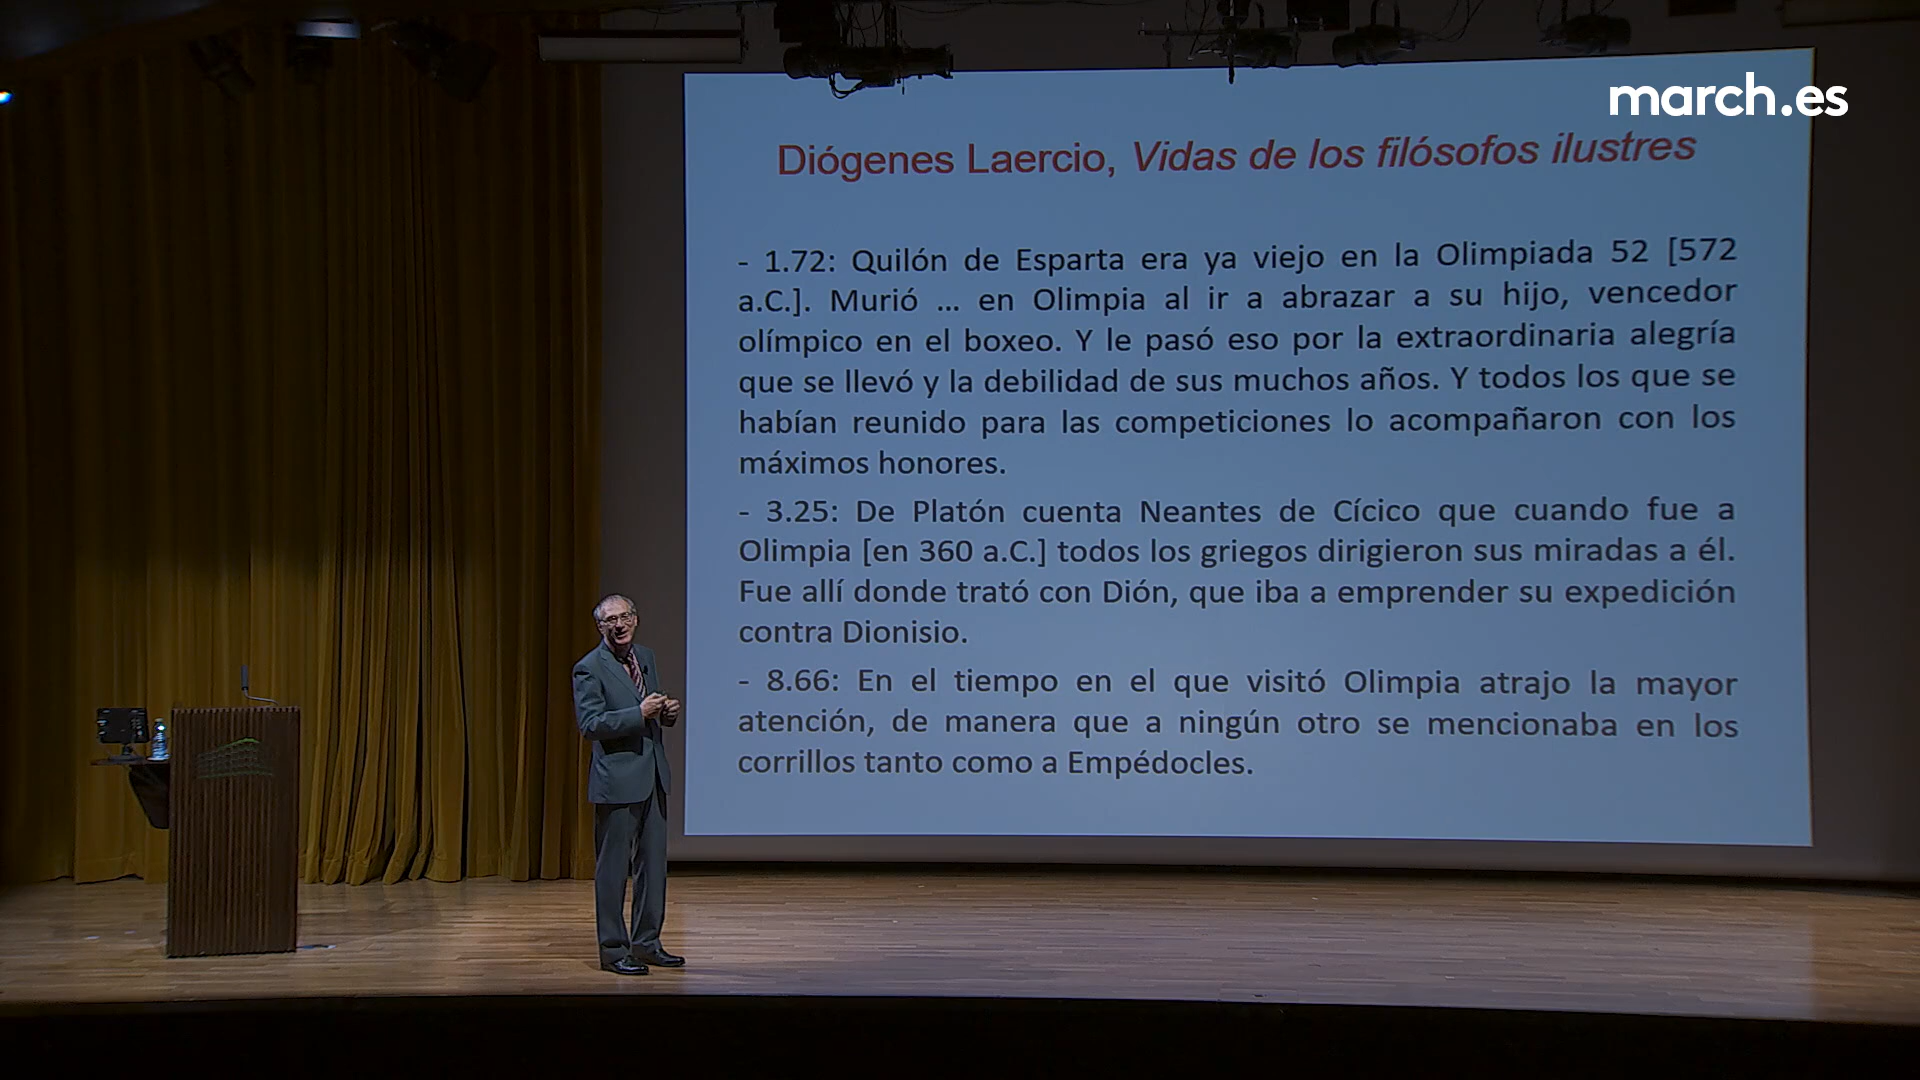 march.es
Diógenes Laercio, Vidas de los filósofos ilustres
- 1.72: Quilón de Esparta era ya viejo en la Olimpiada 52 [572
a.C.]. Murió ... en Olimpia al ir a abrazar a su hijo, vencedor
olímpico en el boxeo. Y le pasó eso por la extraordinaria alegría
que se llevó y la debilidad de sus muchos años. Y todos los que se
habían reunido para las competiciones lo acompañaron con los
máximos honores.
- 3.25: De Platón cuenta Neantes de Cícico que cuando fue a
Olimpia [en 360 a.C.] todos los griegos dirigieron sus miradas a él.
Fue allí donde trató con Dión, que iba a emprender su expedición
contra Dionisio.
- 8.66: En el tiempo en el que visitó Olimpia atrajo la mayor
atención, de manera que a ningún otro se mencionaba en los
corrillos tanto como a Empédocles.